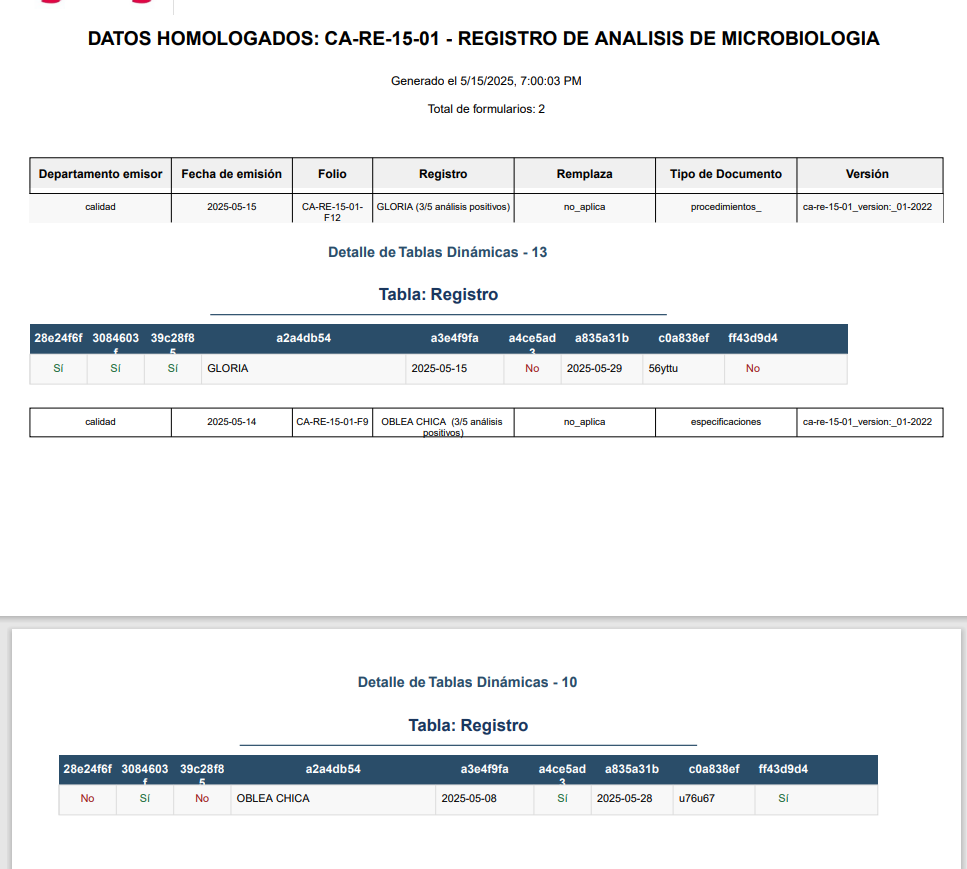 DATOS HOMOLOGADOS: CA-RE-15-01 - REGISTRO DE ANALISIS DE MICROBIOLOGIA
Generado el 5/15/2025, 7:00:03 PM
Total de formularios: 2
Departamento emisor Fecha de emisión Folio Registro Remplaza Tipo de Documento Versión
calidad 2025-05-15 CA-RE-15-01-F12 GLORIA (3/5 análisis positivos) no_aplica procedimientos_ ca-re-15-01_version:_01-2022
Detalle de Tablas Dinámicas - 13
Tabla: Registro
28e24f6f 3084603f 39c28f85 a2a4db54 a3e4f9fa a4ce5ad3 a835a31b c0a838ef ff43d9d4
Sí Sí Sí GLORIA 2025-05-15 No 2025-05-29 56yttu No
calidad 2025-05-14 CA-RE-15-01-F9 OBLEA CHICA (3/5 análisis positivos) no_aplica especificaciones ca-re-15-01_version:_01-2022
Detalle de Tablas Dinámicas - 10
Tabla: Registro
28e24f6f 3084603f 39c28f85 a2a4db54 a3e4f9fa a4ce5ad3 a835a31b c0a838ef ff43d9d4
No Sí No OBLEA CHICA 2025-05-08 Sí 2025-05-28 u76u67 Sí